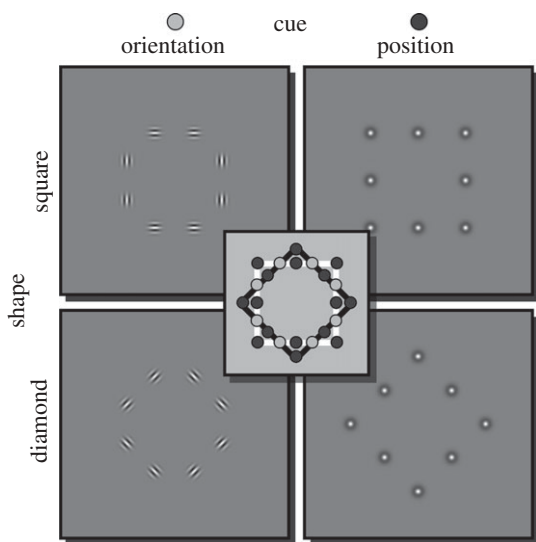 cue
orientation
position
square
shape
diamond